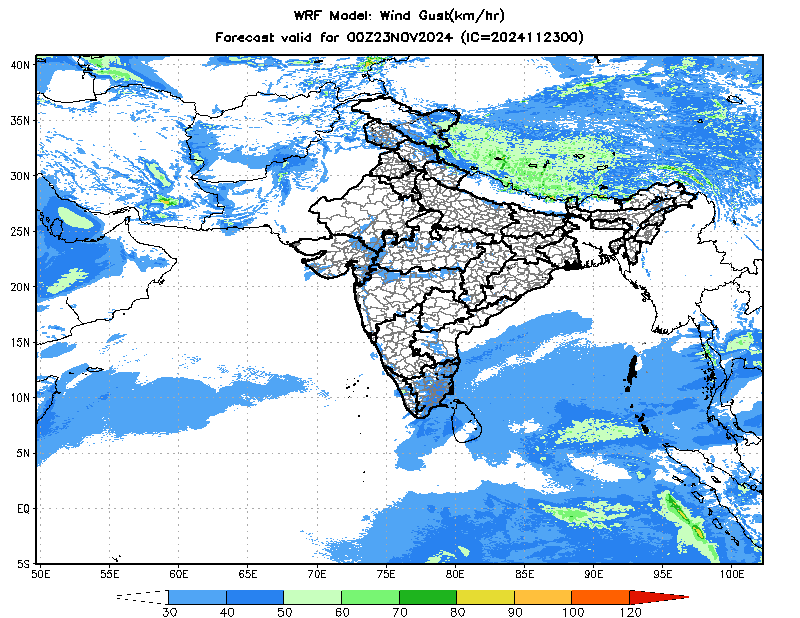 WRF Model: Wind Gust(km/hr)
Forecast valid for 00Z23NOV2024 (IC=2024112300)
40N
35N
30N
25N
20N
15N
10N
5N
EQ
5S
50E 55E 60E 65E 70E 75E 80E 85E 90E 95E 100E
30 40 50 60 70 80 90 100 120